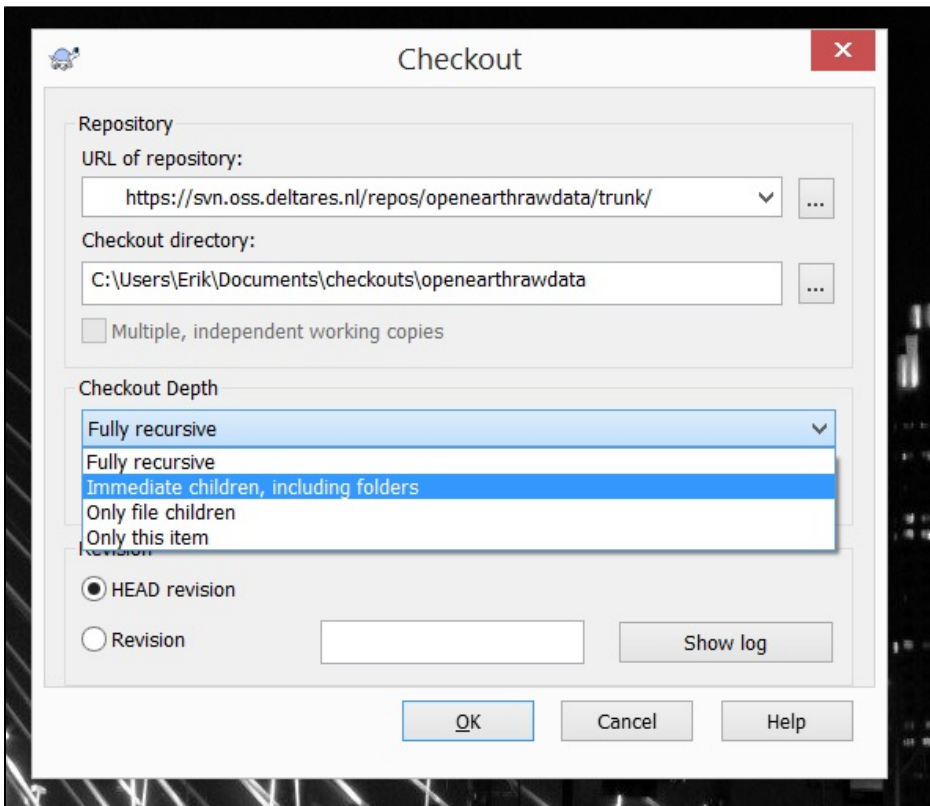 Checkout
Repository
URL of repository:
https://svn.oss.deltares.nl/repos/openearthrawdata/trunk/
...
Checkout directory:
C:\Users\Erik\Documents\checkouts\openearthrawdata
...
Multiple, independent working copies
Checkout Depth
Fully recursive
Fully recursive
Immediate children, including folders
Only file children
Only this item
Revision
HEAD revision
Revision
Show log
OK
Cancel
Help